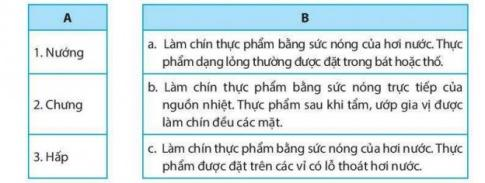 A
B
1. Nướng
a. Làm chín thực phẩm bằng sức nóng của hơi nước. Thực
phẩm dạng lỏng thường được đặt trong bát hoặc thố.
2. Chưng
b. Làm chín thực phẩm bằng sức nóng trực tiếp của
nguồn nhiệt. Thực phẩm sau khi tẩm, ướp gia vị được
làm chín đều các mặt.
3. Hấp
c. Làm chín thực phẩm bằng sức nóng của hơi nước. Thực
phẩm được đặt trên các vỉ có lỗ thoát hơi nước.